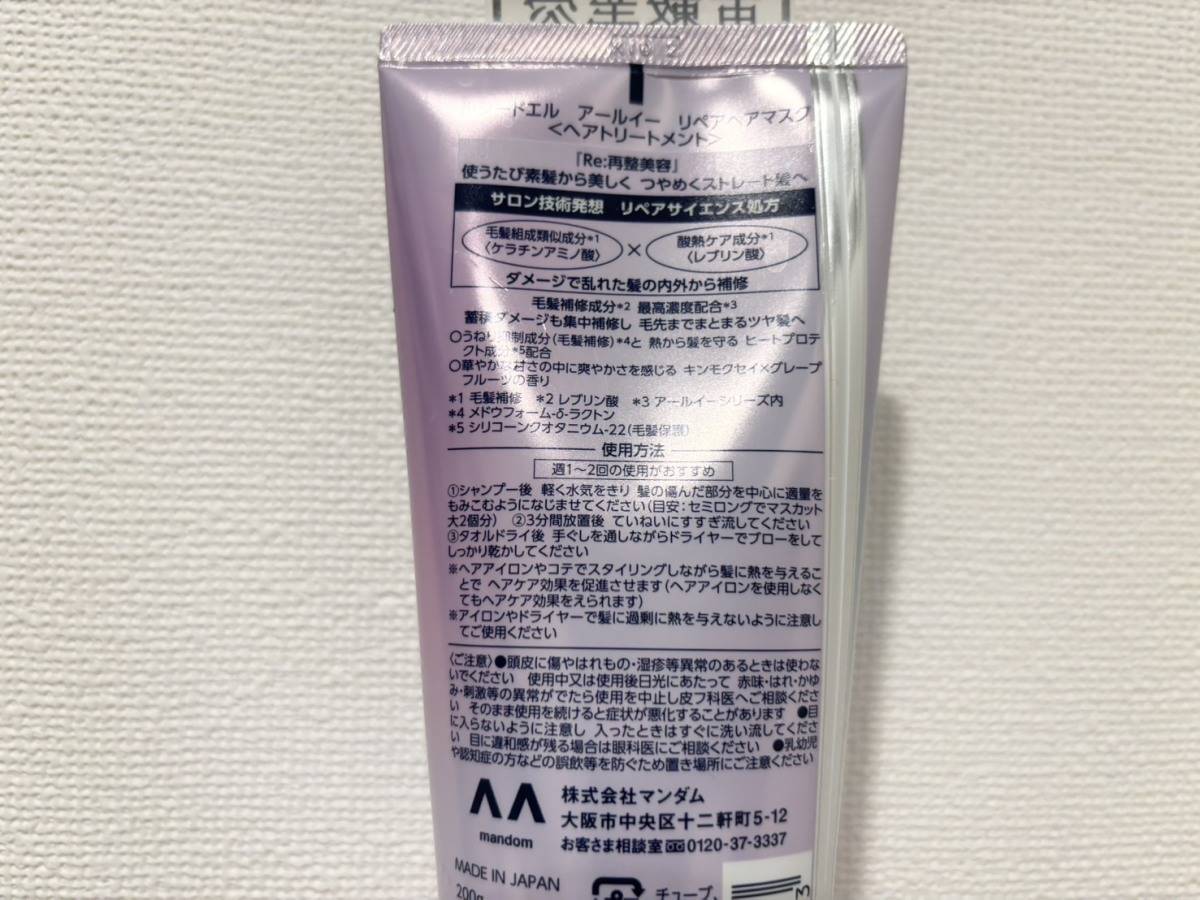 ードエル アールイー リペアヘアマスク
<ヘアトリートメント>
「Re:再整美容」
使うたび素髪から美しく つやめくストレート髪へ
サロン技術発想 リペアサイエンス処方
毛髪組成類似成分*1
〈ケラチンアミノ酸〉
×
酸熱ケア成分*1
〈レブリン酸〉
ダメージで乱れた髪の内外から補修
毛髪補修成分*2 最高濃度配合*3
蓄積ダメージも集中補修し 毛先までまとまるツヤ髪へ
○うねり抑制成分(毛髪補修)*4と 熱から髪を守る ヒートプロテ
クト成分*5配合
○華やかな甘さの中に爽やかさを感じる キンモクセイ×グレープ
フルーツの香り
*1 毛髪補修 *2 レブリン酸 *3 アールイーシリーズ内
*4 メドウフォーム-δ-ラクトン
*5 シリコーンクオタニウム-22(毛髪保護)
使用方法
週1～2回の使用がおすすめ
①シャンプー後 軽く水気をきり 髪の傷んだ部分を中心に適量を
もみこむようになじませてください(目安:セミロングでマスカット
大2個分) ②3分間放置後 ていねいにすすぎ流してください
③タオルドライ後 手ぐしを通しながらドライヤーでブローをして
しっかり乾かしてください
※ヘアアイロンやコテでスタイリングしながら髪に熱を与えるこ
とで ヘアケア効果を促進させます(ヘアアイロンを使用しなく
てもヘアケア効果をえられます)
※アイロンやドライヤーで髪に過剰に熱を与えないように注意し
てご使用ください
〈ご注意〉●頭皮に傷やはれもの・湿疹等異常のあるときは使わな
いでください 使用中又は使用後日光にあたって 赤味・はれ・かゆ
み・刺激等の異常がでたら使用を中止し皮フ科医へご相談くださ
い そのまま使用を続けると症状が悪化することがあります ●目
に入らないように注意し 入ったときはすぐに洗い流してくださ
い 目に違和感が残る場合は眼科医にご相談ください ●乳幼児
や認知症の方などの誤飲等を防ぐため置き場所にご注意ください
mandom
株式会社マンダム
大阪市中央区十二軒町5-12
お客さま相談室 0120-37-3337
MADE IN JAPAN
200g
チューブ、
3